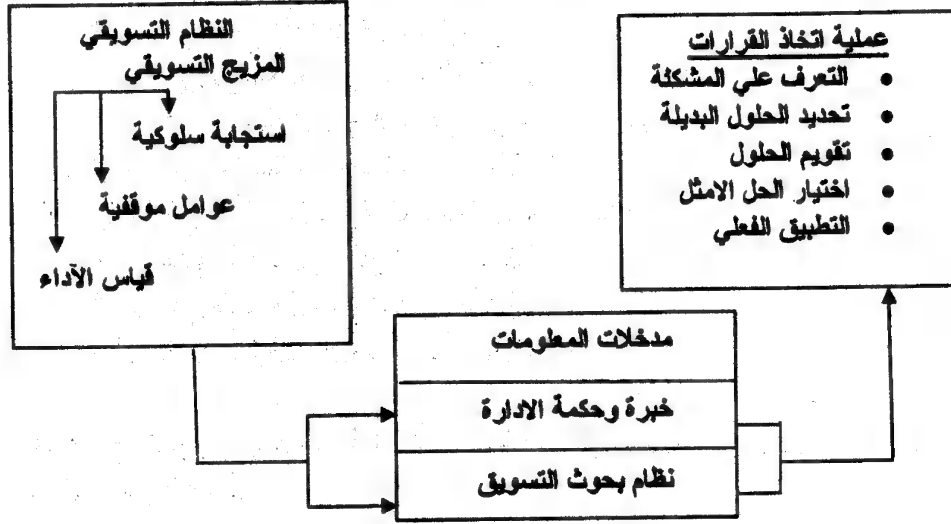 النظام التسويقي
المزيج التسويقي
استجابة سلوكية
عوامل موقفية
قياس الآداء
عملية اتخاذ القرارات
• التعرف علي المشكلة
• تحديد الحلول البديلة
• تقويم الحلول
• اختيار الحل الامثل
• التطبيق الفعلي
مدخلات المعلومات
خبرة وحكمة الادارة
نظام بحوث التسويق